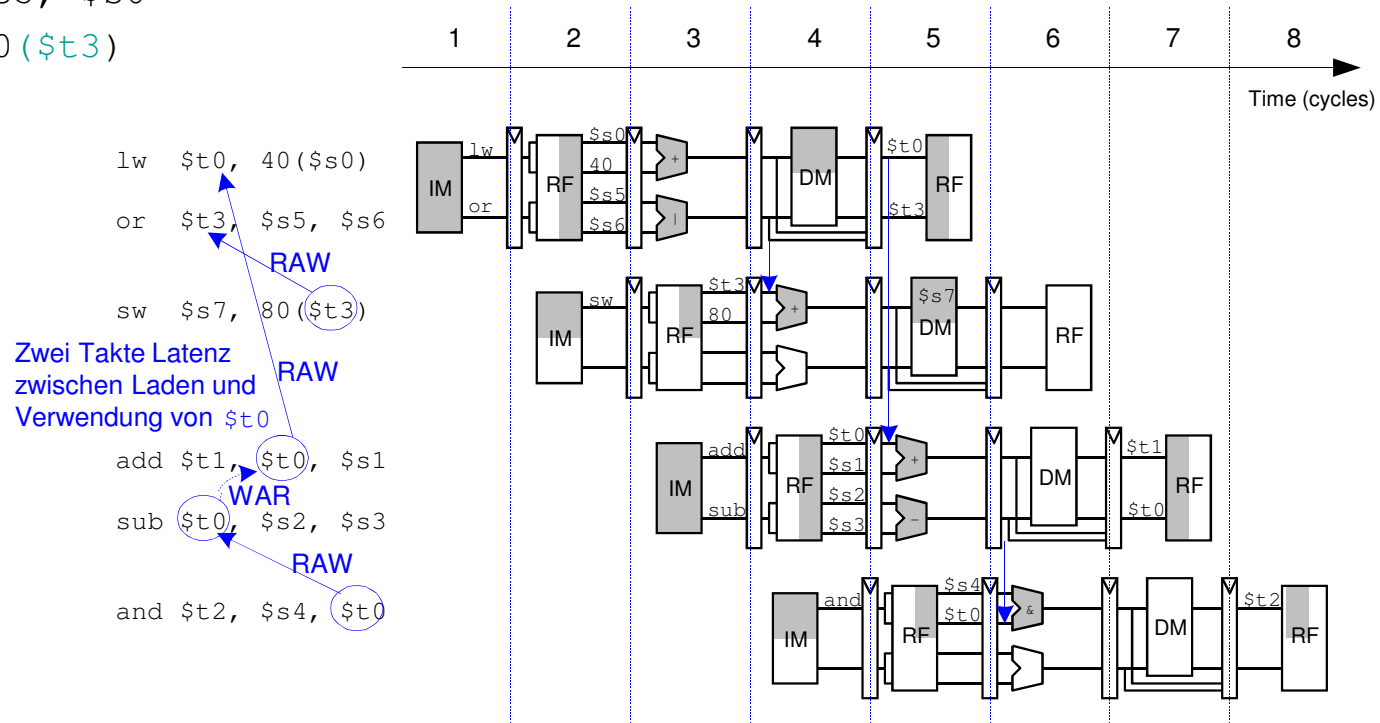 $s0
($t3)
1 2 3 4 5 6 7 8
Time (cycles)
lw $t0, 40($s0)
or $t3, $s5, $s6
RAW
sw $s7, 80($t3)
Zwei Takte Latenz
zwischen Laden und
Verwendung von $t0
RAW
add $t1, $t0, $s1
WAR
sub $t0, $s2, $s3
RAW
and $t2, $s4, $t0
IM
lw
or
RF
$s0
40
$s5
$s6
+
|
DM
$t0
$t3
RF
IM
sw
RF
$t3
80
+
$s7
DM
RF
IM
add
sub
RF
$t0
$s1
$s2
$s3
+
-
DM
$t1
$t0
RF
IM
and
RF
$s4
$t0
&
DM
$t2
RF